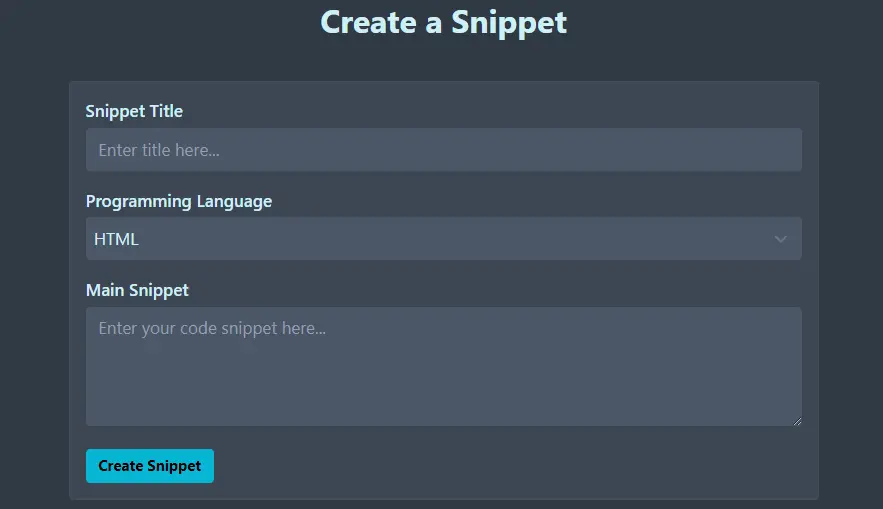 Create a Snippet
Snippet Title
Enter title here...
Programming Language
HTML
Main Snippet
Enter your code snippet here...
Create Snippet